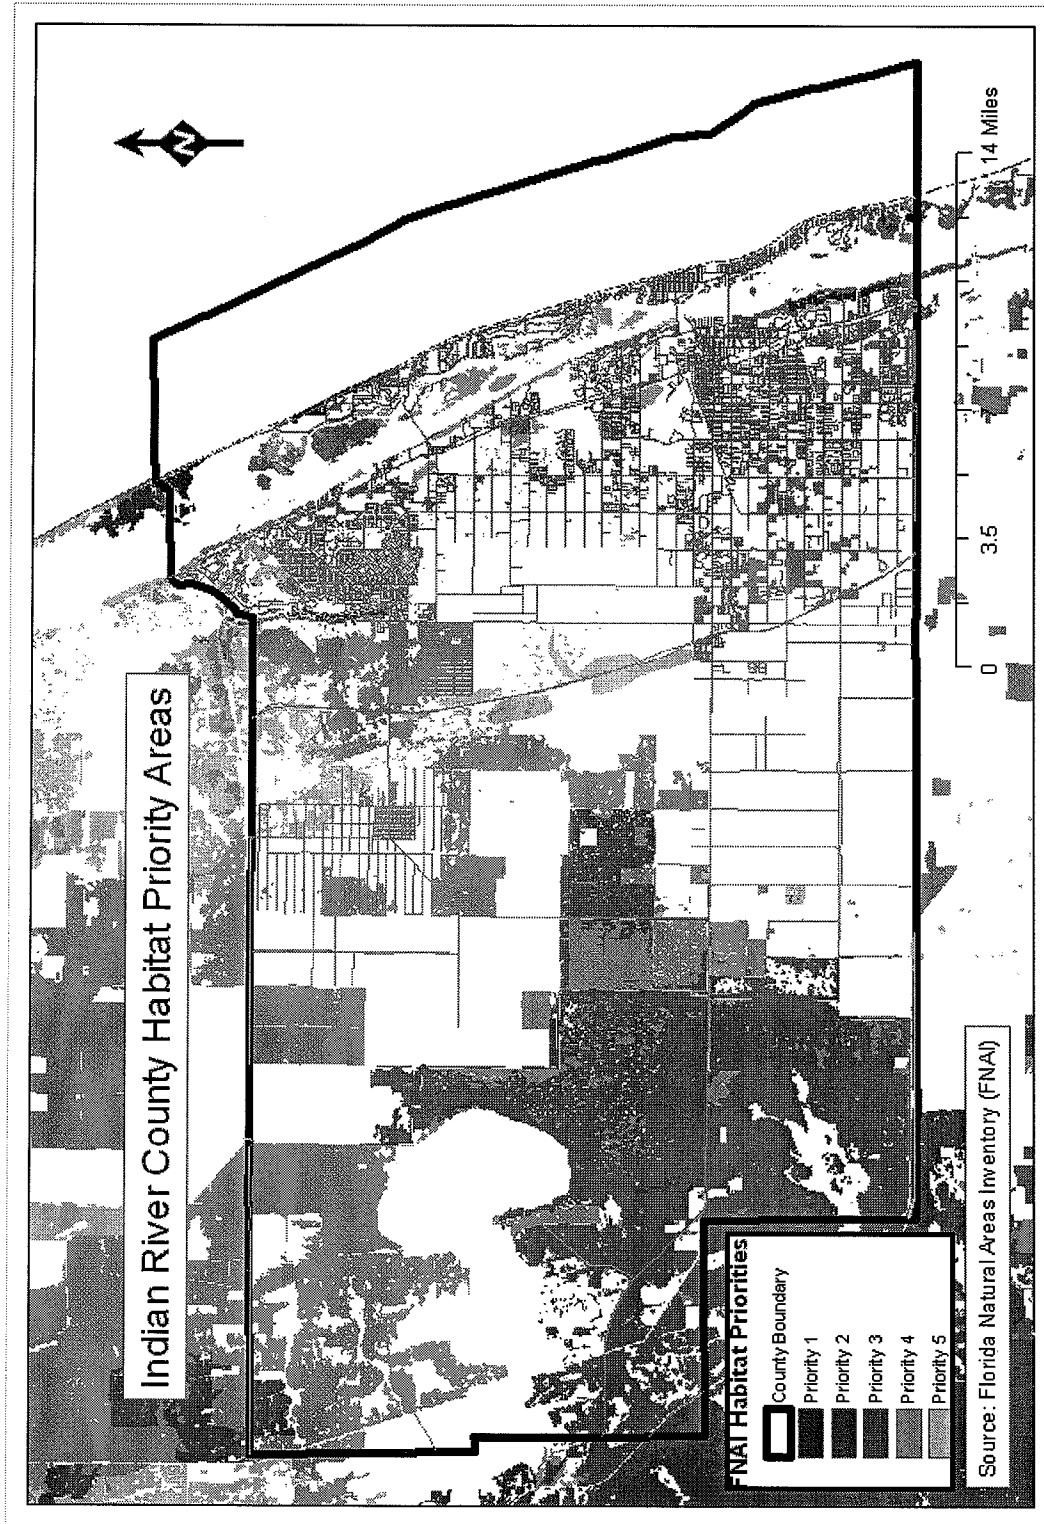 Indian River County Habitat Priority Areas
N
FNAI Habitat Priorities
County Boundary
Priority 1
Priority 2
Priority 3
Priority 4
Priority 5
Source: Florida Natural Areas Inventory (FNAI)
0 3.5 7 14 Miles